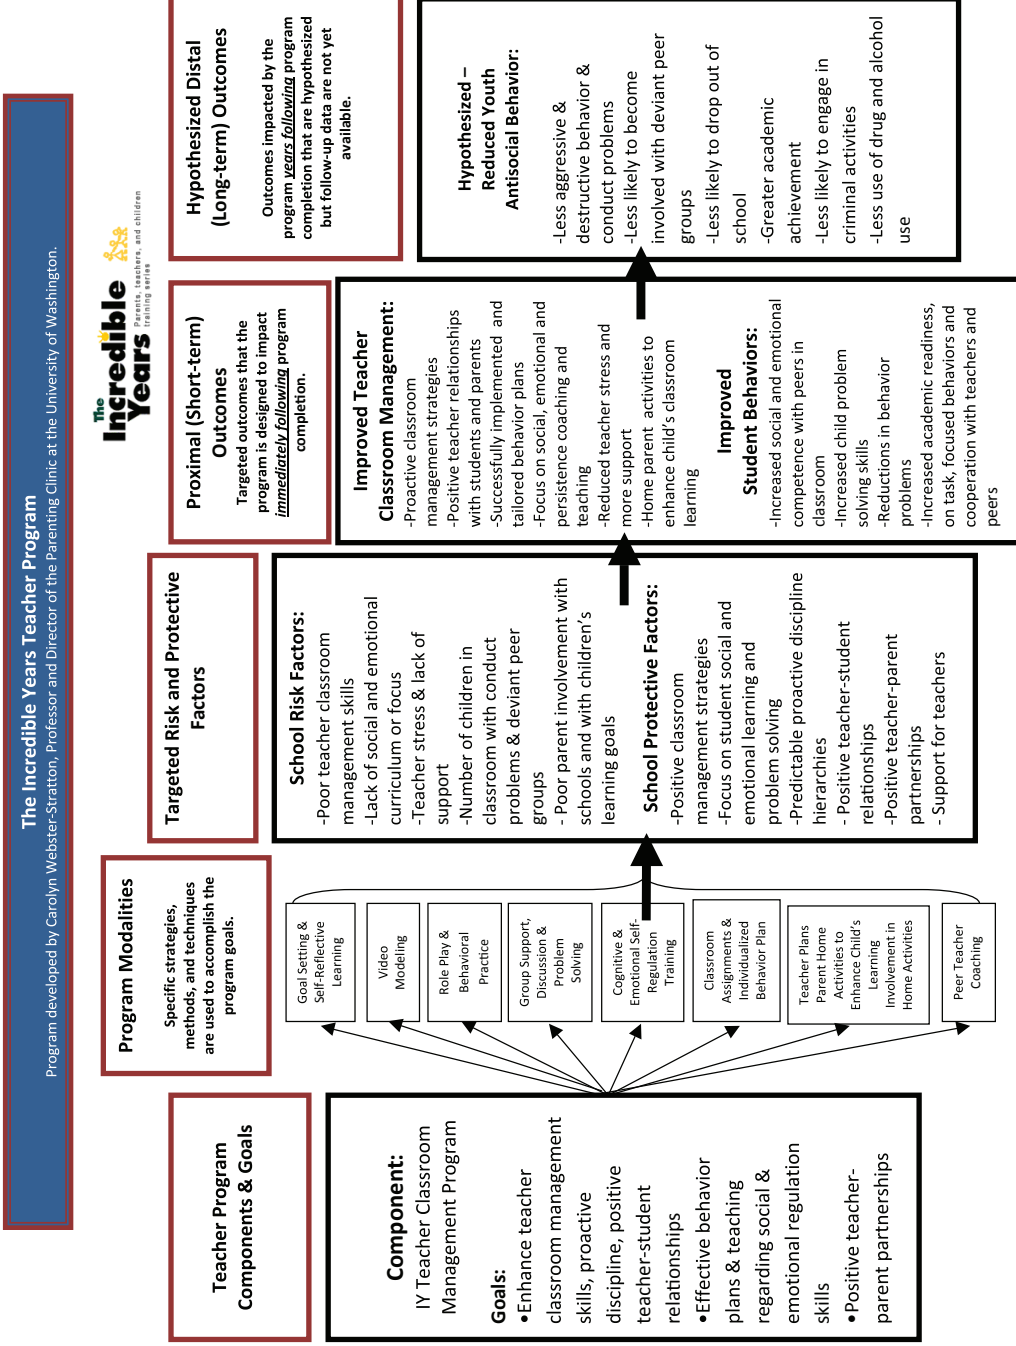 The Incredible Years Teacher Program
Program developed by Carolyn Webster-Stratton, Professor and Director of the Parenting Clinic at the University of Washington.
The
Incredible
Years
Parents, teachers, and children
training series
Teacher Program
Components & Goals
Component:
IY Teacher Classroom
Management Program
Goals:
•Enhance teacher
classroom management
skills, proactive
discipline, positive
teacher-student
relationships
•Effective behavior
plans & teaching
regarding social &
emotional regulation
skills
•Positive teacher-
parent partnerships
Program Modalities
Specific strategies,
methods, and techniques
are used to accomplish the
program goals.
Goal Setting &
Self-Reflective
Learning
Video
Modeling
Role Play &
Behavioral
Practice
Group Support,
Discussion &
Problem
Solving
Cognitive &
Emotional Self-
Regulation
Training
Classroom
Assignments &
Individualized
Behavior Plan
Teacher Plans
Parent Home
Activities to
Enhance Child's
Learning
Involvement in
Home Activities
Peer Teacher
Coaching
Targeted Risk and Protective
Factors
School Risk Factors:
-Poor teacher classroom
management skills
-Lack of social and emotional
curriculum or focus
-Teacher stress & lack of
support
-Number of children in
classroom with conduct
problems & deviant peer
groups
- Poor parent involvement with
schools and with children's
learning goals
School Protective Factors:
-Positive classroom
management strategies
-Focus on student social and
emotional learning and
problem solving
-Predictable proactive discipline
hierarchies
- Positive teacher-student
relationships
-Positive teacher-parent
partnerships
- Support for teachers
Proximal (Short-term)
Outcomes
Targeted outcomes that the
program is designed to impact
immediately following program
completion.
Improved Teacher
Classroom Management:
-Proactive classroom
management strategies
-Positive teacher relationships
with students and parents
-Successfully implemented and
tailored behavior plans
-Focus on social, emotional and
persistence coaching and
teaching
-Reduced teacher stress and
more support
-Home parent activities to
enhance child's classroom
learning
Improved
Student Behaviors:
-Increased social and emotional
competence with peers in
classroom
-Increased child problem
solving skills
-Reductions in behavior
problems
-Increased academic readiness,
on task, focused behaviors and
cooperation with teachers and
peers
Hypothesized Distal
(Long-term) Outcomes
Outcomes impacted by the
program years following program
completion that are hypothesized
but follow-up data are not yet
available.
Hypothesized –
Reduced Youth
Antisocial Behavior:
-Less aggressive &
destructive behavior &
conduct problems
-Less likely to become
involved with deviant peer
groups
-Less likely to drop out of
school
-Greater academic
achievement
-Less likely to engage in
criminal activities
-Less use of drug and alcohol
use